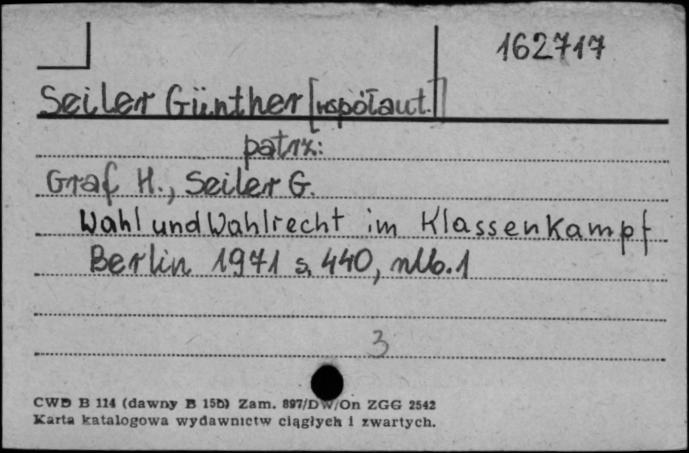 162717
Seiler Günther [współaut.]
patrz:
Graf H., Seiler G.
Wahl und Wahlrecht im Klassenkampf
Berlin 1971 s. 440, nlb. 1
3
CWD B 114 (dawny B 15b) Zam. 897/DW/On ZGG 2542
Karta katalogowa wydawnictw ciągłych i zwartych.